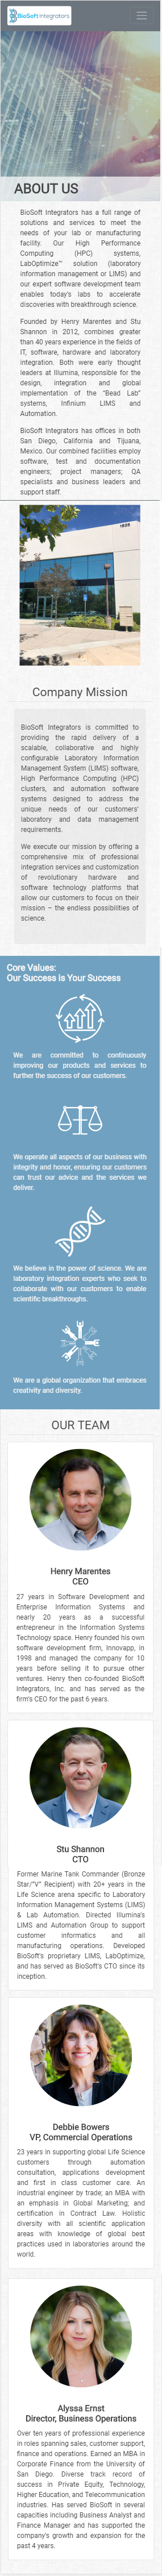 BioSoft Integrators
ABOUT US
BioSoft Integrators has a full range of
solutions and services to meet the
needs of your lab or manufacturing
facility. Our High Performance
Computing (HPC) systems,
LabOptimize™ solution (laboratory
information management or LIMS) and
our expert software development team
enables today's labs to accelerate
discoveries with breakthrough science.
Founded by Henry Marentes and Stu
Shannon in 2012, combines greater
than 40 years experience in the fields of
IT, software, hardware and laboratory
integration. Both were early thought
leaders at Illumina, responsible for the
design, integration and global
implementation of the "Bead Lab"
systems, Infinium LIMS and
Automation.
BioSoft Integrators has offices in both
San Diego, California and Tijuana,
Mexico. Our combined facilities employ
software, test and documentation
engineers; project managers; QA
specialists and business leaders and
support staff.
Company Mission
BioSoft Integrators is committed to
providing the rapid delivery of a
scalable, collaborative and highly
configurable Laboratory Information
Management System (LIMS) software,
High Performance Computing (HPC)
clusters, and automation software
systems designed to address the
unique needs of our customers'
laboratory and data management
requirements.
We execute our mission by offering a
comprehensive mix of professional
integration services and customization
of revolutionary hardware and
software technology platforms that
allow our customers to focus on their
mission – the endless possibilities of
science.
Core Values:
Our Success is Your Success
We are committed to continuously
improving our products and services to
further the success of our customers.
We operate all aspects of our business with
integrity and honor, ensuring our customers
can trust our advice and the services we
deliver.
We believe in the power of science. We are
laboratory integration experts who seek to
collaborate with our customers to enable
scientific breakthroughs.
We are a global organization that embraces
creativity and diversity.
OUR TEAM
Henry Marentes
CEO
27 years in Software Development and
Enterprise Information Systems and
nearly 20 years as a successful
entrepreneur in the Information Systems
Technology space. Henry founded his own
software development firm, Innovapp, in
1998 and managed the company for 10
years before selling it to pursue other
ventures. Henry then co-founded BioSoft
Integrators, Inc. and has served as the
firm's CEO for the past 6 years.
Stu Shannon
CTO
Former Marine Tank Commander (Bronze
Star/"V" Recipient) with 20+ years in the
Life Science arena specific to Laboratory
Information Management Systems (LIMS)
& Lab Automation. Directed Illumina's
LIMS and Automation Group to support
customer informatics and all
manufacturing operations. Developed
BioSoft's proprietary LIMS, LabOptimize,
and has served as BioSoft's CTO since its
inception.
Debbie Bowers
VP, Commercial Operations
23 years in supporting global Life Science
customers through automation
consultation, applications development
and first in class customer care. An
industrial engineer by trade; an MBA with
an emphasis in Global Marketing; and
certification in Contract Law. Holistic
diversity with all scientific application
areas with knowledge of global best
practices used in laboratories around the
world.
Alyssa Ernst
Director, Business Operations
Over ten years of professional experience
in roles spanning sales, customer support,
finance and operations. Earned an MBA in
Corporate Finance from the University of
San Diego. Diverse track record of
success in Private Equity, Technology,
Higher Education, and Telecommunication
industries. Has served BioSoft in several
capacities including Business Analyst and
Finance Manager and has supported the
company's growth and expansion for the
past 4 years.